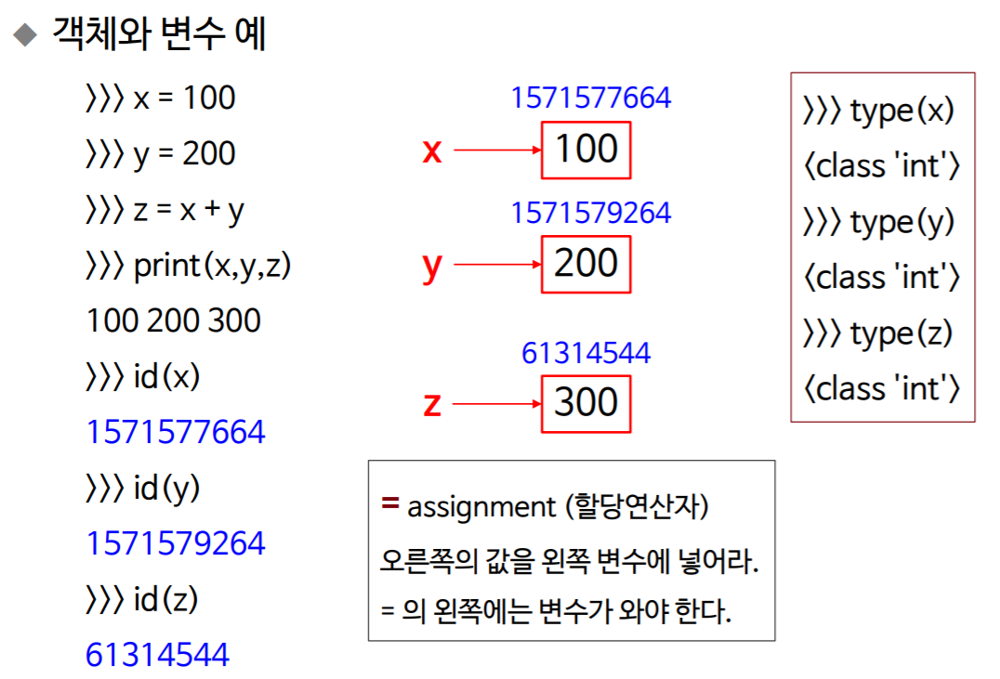 ◆ 객체와 변수 예
〉〉〉 x = 100
〉〉〉 y = 200
〉〉〉 z = x + y
〉〉〉 print(x,y,z)
100 200 300
〉〉〉 id(x)
1571577664
〉〉〉 id(y)
1571579264
〉〉〉 id(z)
61314544
1571577664
x 100
1571579264
y 200
61314544
z 300
= assignment (할당연산자)
오른쪽의 값을 왼쪽 변수에 넣어라.
= 의 왼쪽에는 변수가 와야 한다.
〉〉〉 type(x)
〈class 'int'〉
〉〉〉 type(y)
〈class 'int'〉
〉〉〉 type(z)
〈class 'int'〉